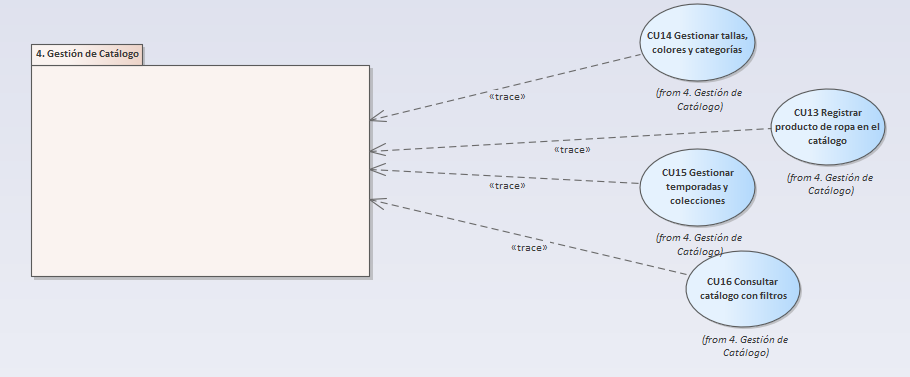 4. Gestión de Catálogo
CU14 Gestionar tallas,
colores y categorías
(from 4. Gestión de
Catálogo)
«trace»
CU13 Registrar
producto de ropa en el
catálogo
(from 4. Gestión de
Catálogo)
«trace»
CU15 Gestionar
temporadas y
colecciones
(from 4. Gestión de
Catálogo)
«trace»
CU16 Consultar
catálogo con filtros
(from 4. Gestión de
Catálogo)
«trace»